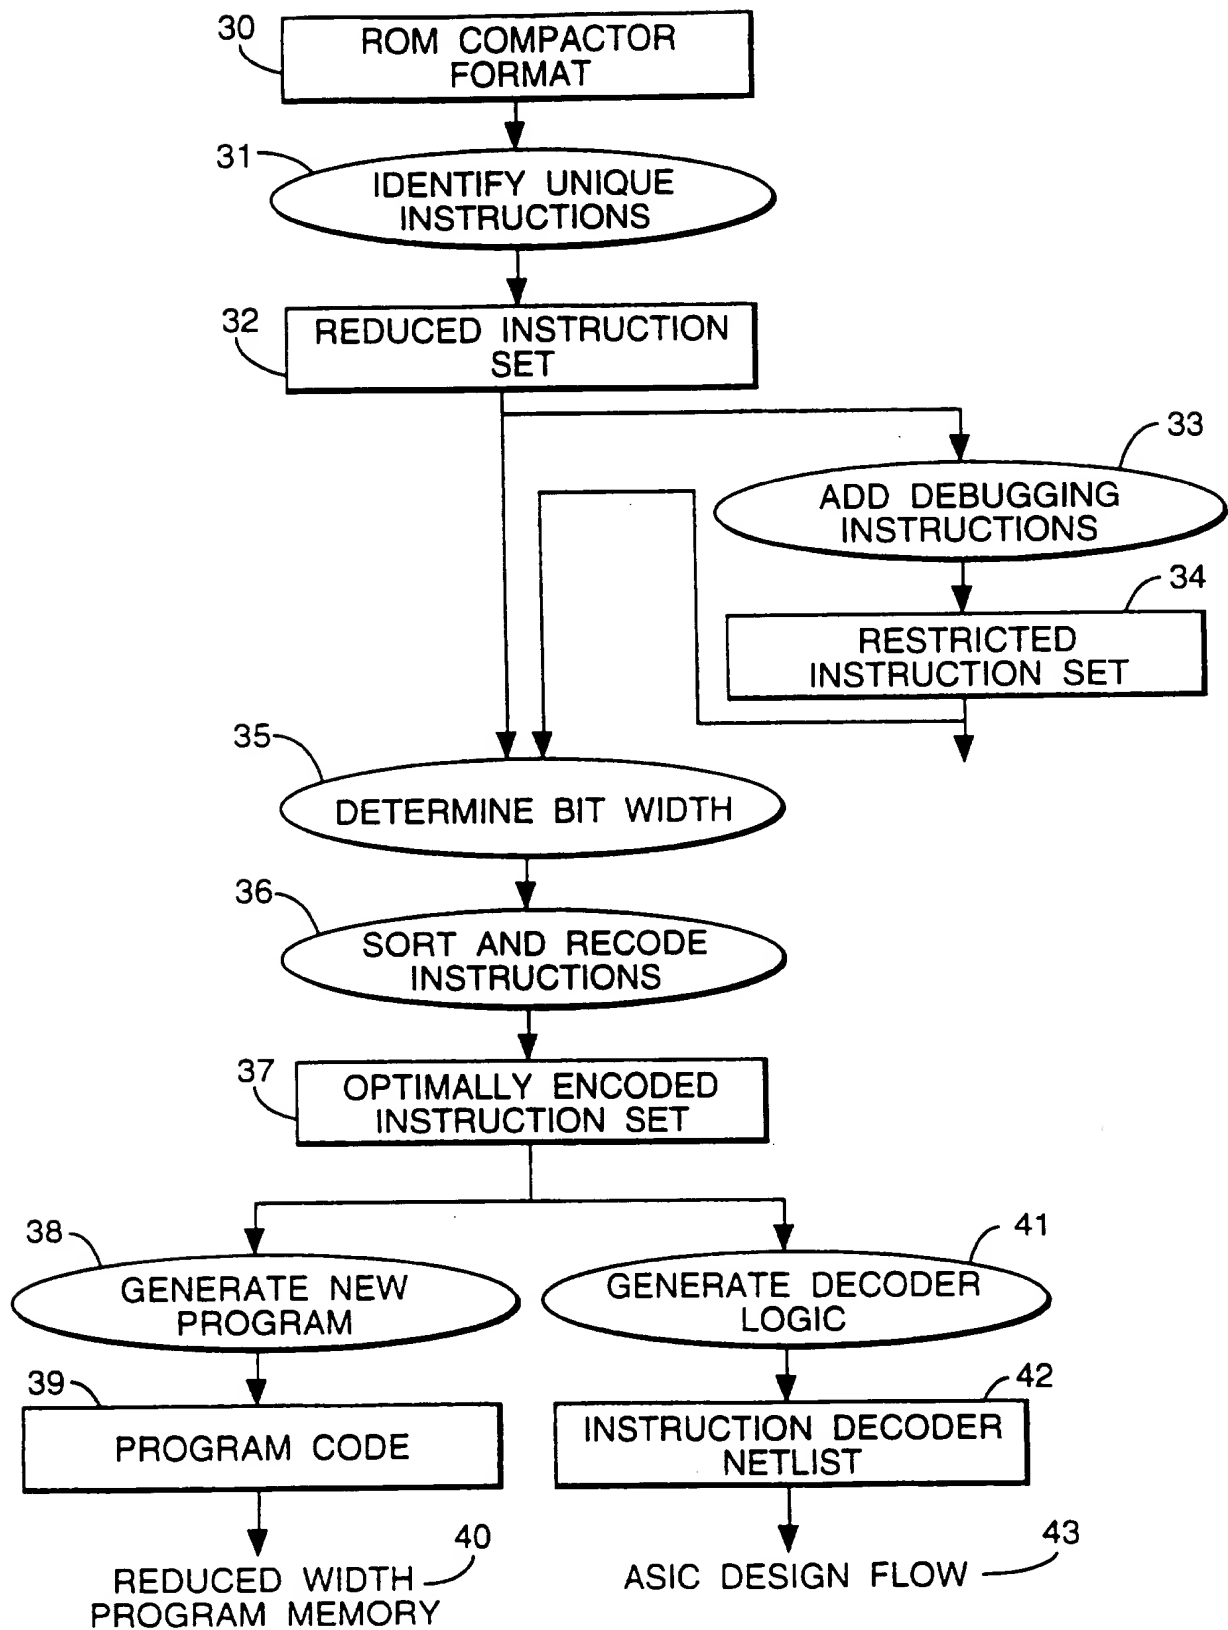 30
ROM COMPACTOR
FORMAT
31
IDENTIFY UNIQUE
INSTRUCTIONS
32
REDUCED INSTRUCTION
SET
33
ADD DEBUGGING
INSTRUCTIONS
34
RESTRICTED
INSTRUCTION SET
35
DETERMINE BIT WIDTH
36
SORT AND RECODE
INSTRUCTIONS
37
OPTIMALLY ENCODED
INSTRUCTION SET
38
GENERATE NEW
PROGRAM
41
GENERATE DECODER
LOGIC
39
PROGRAM CODE
42
INSTRUCTION DECODER
NETLIST
40
REDUCED WIDTH
PROGRAM MEMORY
43
ASIC DESIGN FLOW